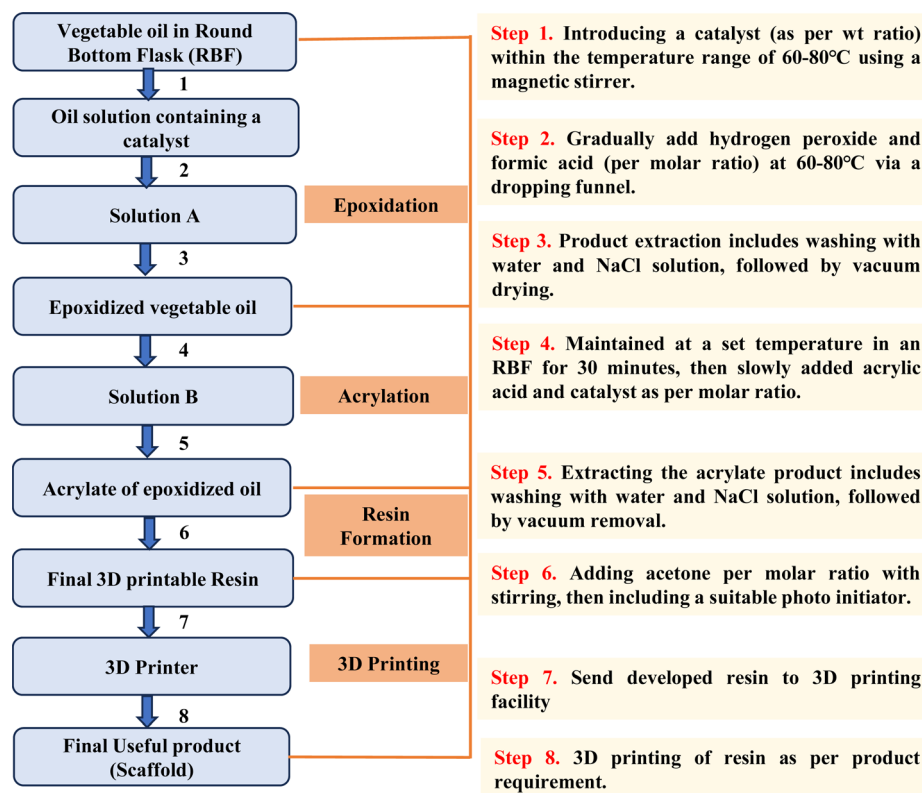 Vegetable oil in Round
Bottom Flask (RBF)
1
Oil solution containing a
catalyst
2
Solution A
3
Epoxidized vegetable oil
4
Solution B
5
Acrylate of epoxidized oil
6
Final 3D printable Resin
7
3D Printer
8
Final Useful product
(Scaffold)
Epoxidation
Acrylation
Resin
Formation
3D Printing
Step 1. Introducing a catalyst (as per wt ratio)
within the temperature range of 60-80°C using a
magnetic stirrer.
Step 2. Gradually add hydrogen peroxide and
formic acid (per molar ratio) at 60-80°C via a
dropping funnel.
Step 3. Product extraction includes washing with
water and NaCl solution, followed by vacuum
drying.
Step 4. Maintained at a set temperature in an
RBF for 30 minutes, then slowly added acrylic
acid and catalyst as per molar ratio.
Step 5. Extracting the acrylate product includes
washing with water and NaCl solution, followed
by vacuum removal.
Step 6. Adding acetone per molar ratio with
stirring, then including a suitable photo initiator.
Step 7. Send developed resin to 3D printing
facility
Step 8. 3D printing of resin as per product
requirement.